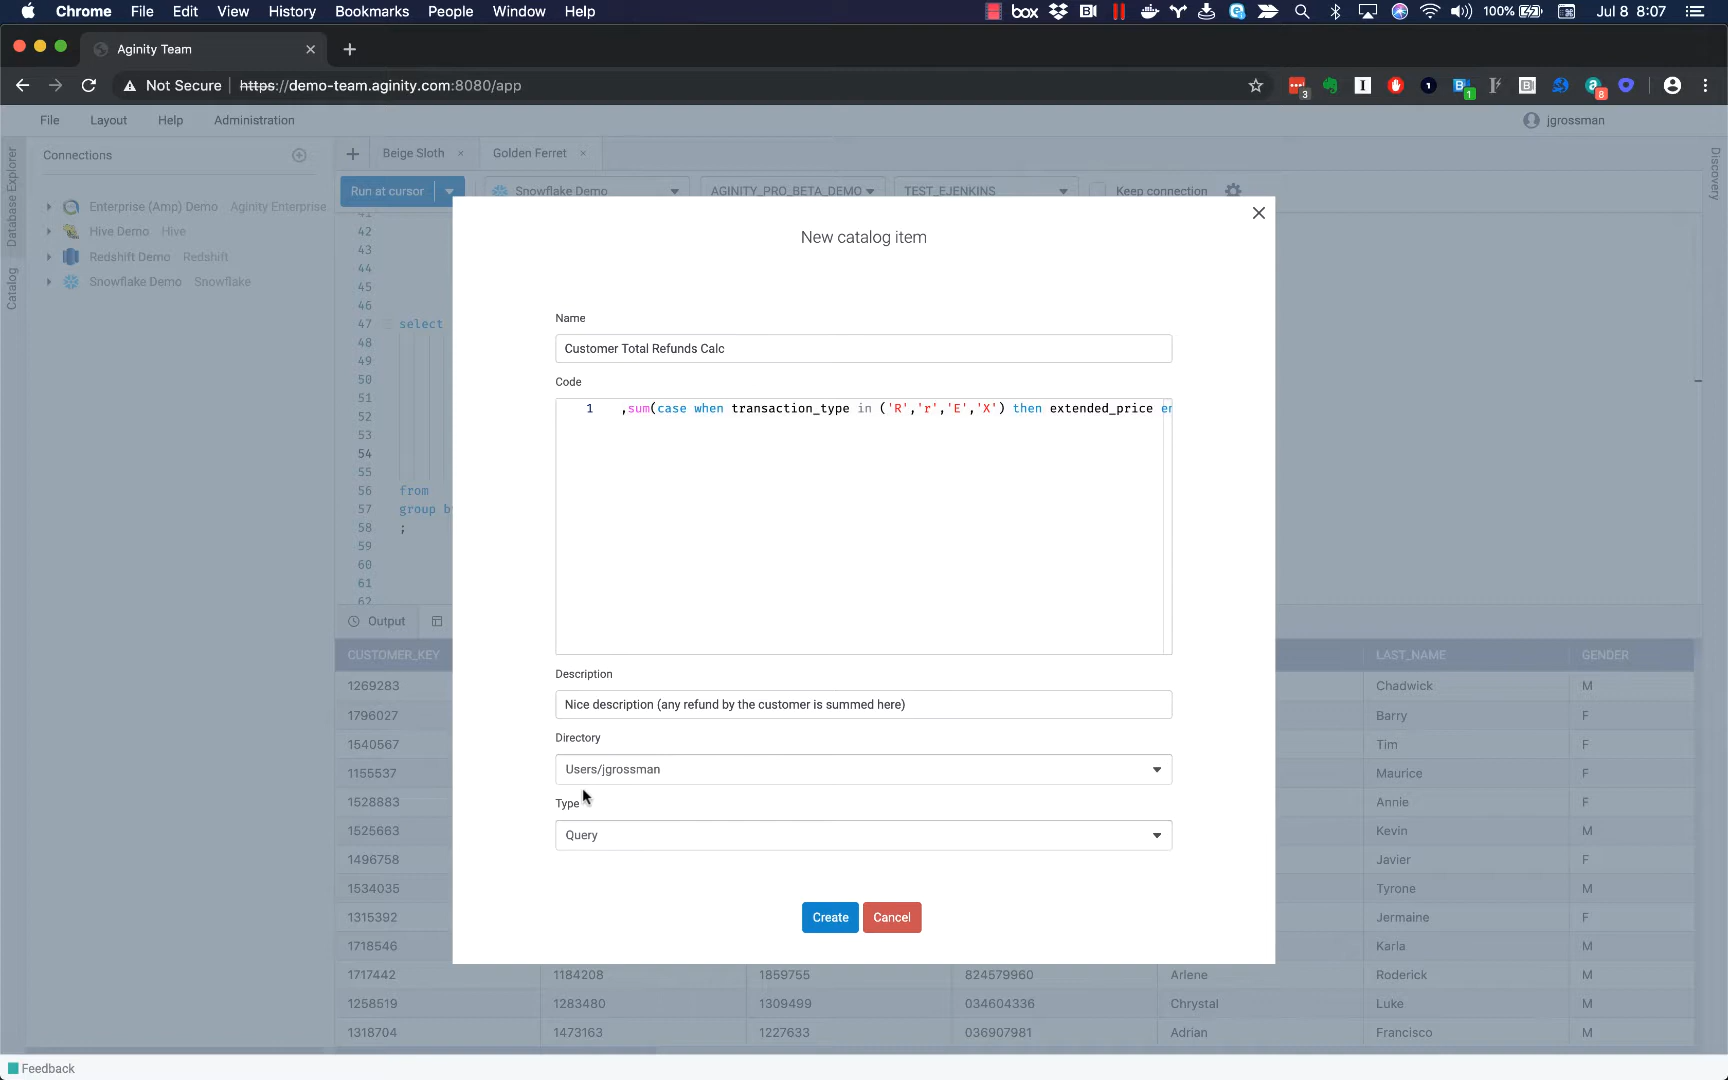 Chrome File Edit View History Bookmarks People Window Help box 100% Jul 8 8:07
Aginity Team
Not Secure https://demo-team.aginity.com:8080/app
File Layout Help Administration jgrossman
Database Explorer
Catalog
Discovery
Connections
Enterprise (Amp) Demo Aginity Enterprise
Hive Demo Hive
Redshift Demo Redshift
Snowflake Demo Snowflake
Beige Sloth Golden Ferret
Run at cursor Snowflake Demo AGINITY_PRO_BETA_DEMO TEST_EJENKINS Keep connection
41
42
43
44
45
46
47 select
48
49
50
51
52
53
54
55
56 from
57 group b
58 ;
59
60
61
62
New catalog item
Name
Customer Total Refunds Calc
Code
1 ,sum(case when transaction_type in ('R','r','E','X') then extended_price en
Description
Nice description (any refund by the customer is summed here)
Directory
Users/jgrossman
Type
Query
Create Cancel
Output
CUSTOMER_KEY LAST_NAME GENDER
1269283 Chadwick M
1796027 Barry F
1540567 Tim F
1155537 Maurice F
1528883 Annie F
1525663 Kevin M
1496758 Javier F
1534035 Tyrone M
1315392 Jermaine F
1718546 Karla M
1717442 1184208 1859755 824579960 Arlene Roderick M
1258519 1283480 1309499 034604336 Chrystal Luke M
1318704 1473163 1227633 036907981 Adrian Francisco M
Feedback